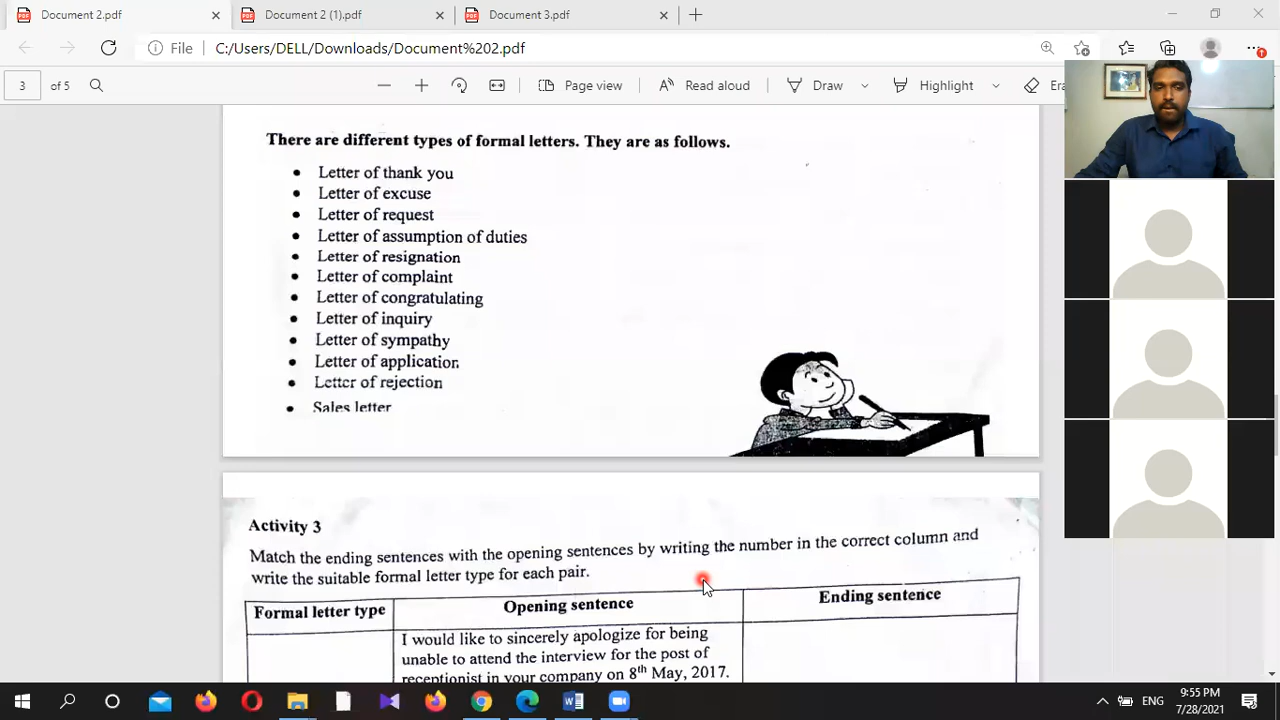 Document 2.pdf
Document 2 (1).pdf
Document 3.pdf
File
C:/Users/DELL/Downloads/Document%202.pdf
3 of 5
Page view
Read aloud
Draw
Highlight
There are different types of formal letters. They are as follows.
• Letter of thank you
• Letter of excuse
• Letter of request
• Letter of assumption of duties
• Letter of resignation
• Letter of complaint
• Letter of congratulating
• Letter of inquiry
• Letter of sympathy
• Letter of application
• Letter of rejection
• Sales letter
Activity 3
Match the ending sentences with the opening sentences by writing the number in the correct column and
write the suitable formal letter type for each pair.
Formal letter type
Opening sentence
Ending sentence
I would like to sincerely apologize for being
unable to attend the interview for the post of
receptionist in your company on 8th May, 2017.
ENG
9:55 PM
7/28/2021